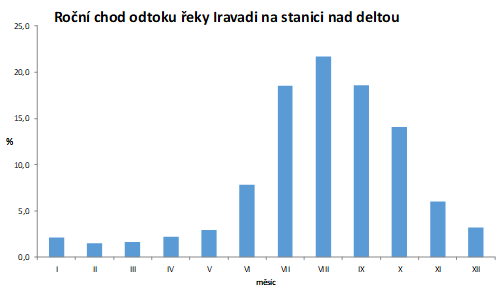 Roční chod odtoku řeky Iravadi na stanici nad deltou
25,0
20,0
15,0
10,0
5,0
0,0
%
I II III IV V VI VII VIII IX X XI XII
měsíc